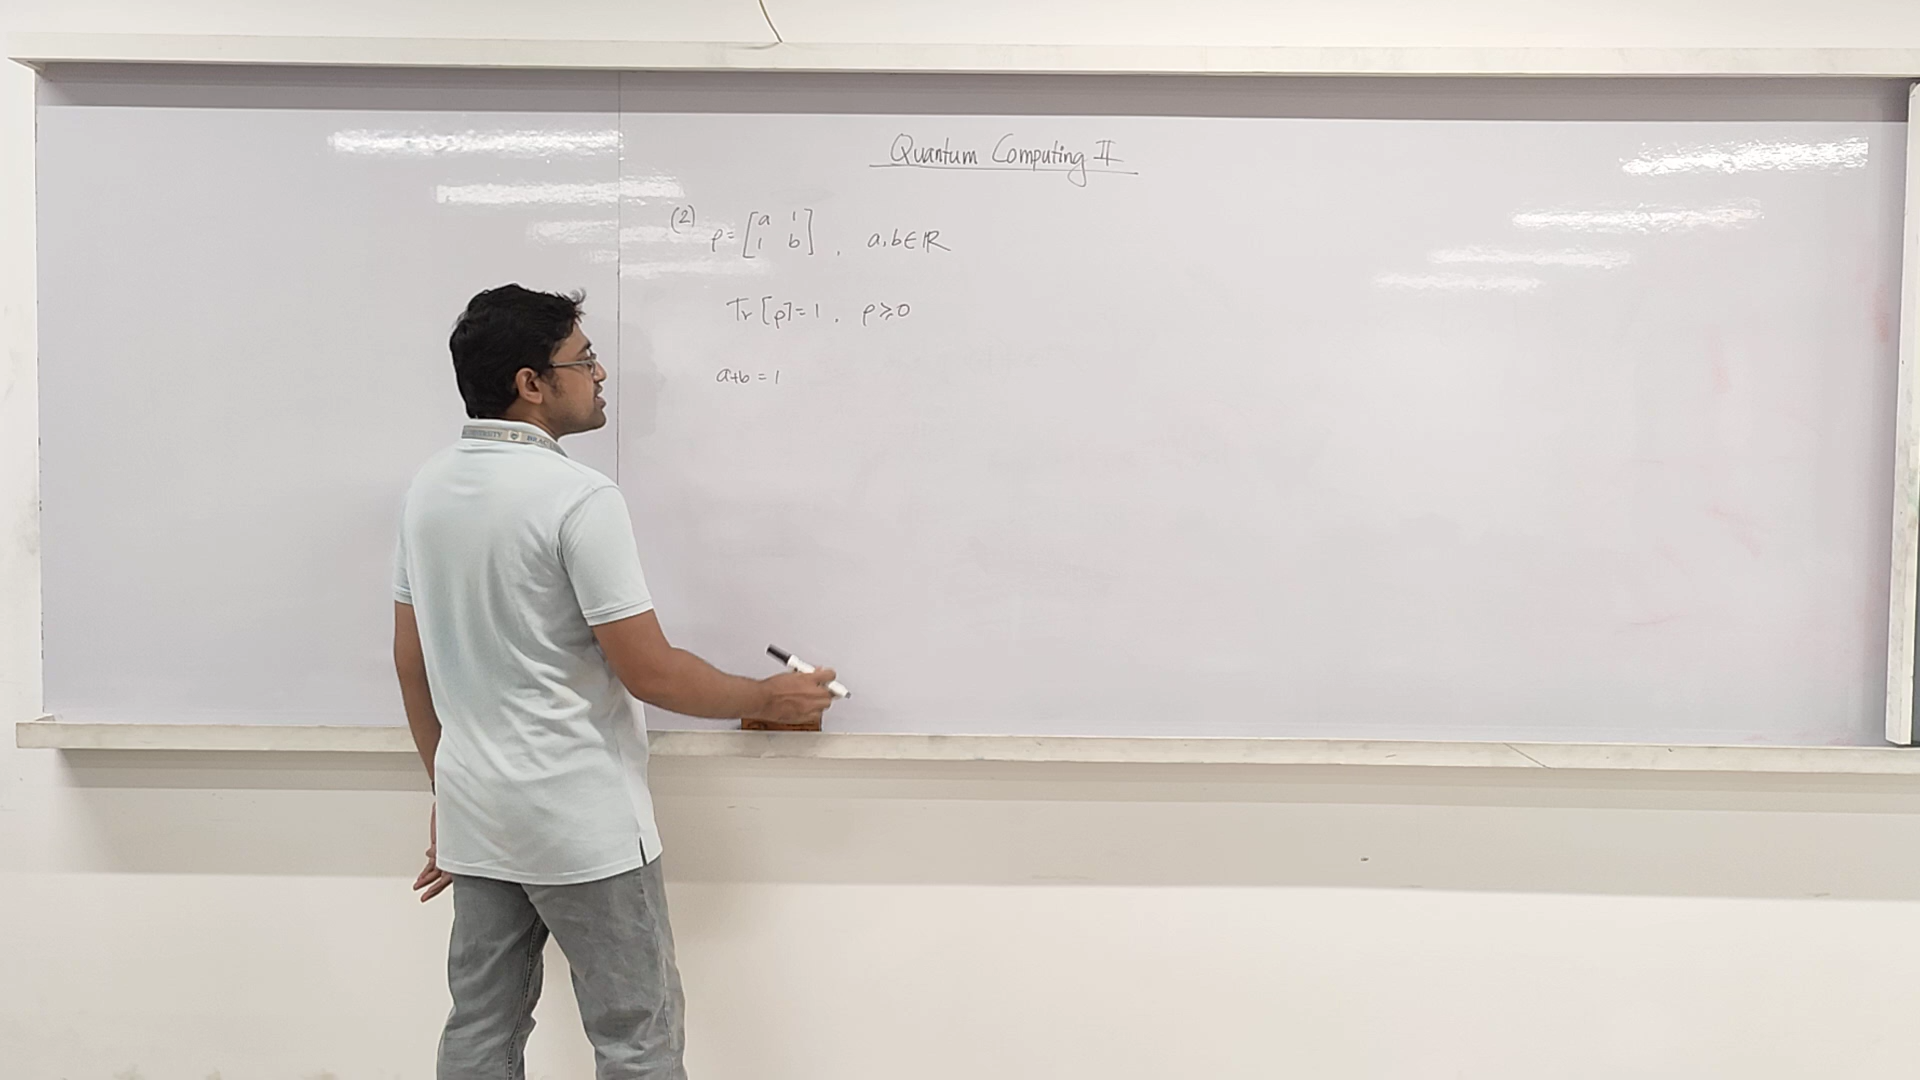 Quantum Computing II
(2)
ρ = [a 1
1 b] , a, b ∈ ℝ
Tr [ρ] = 1 , ρ ⩾ 0
a+b = 1